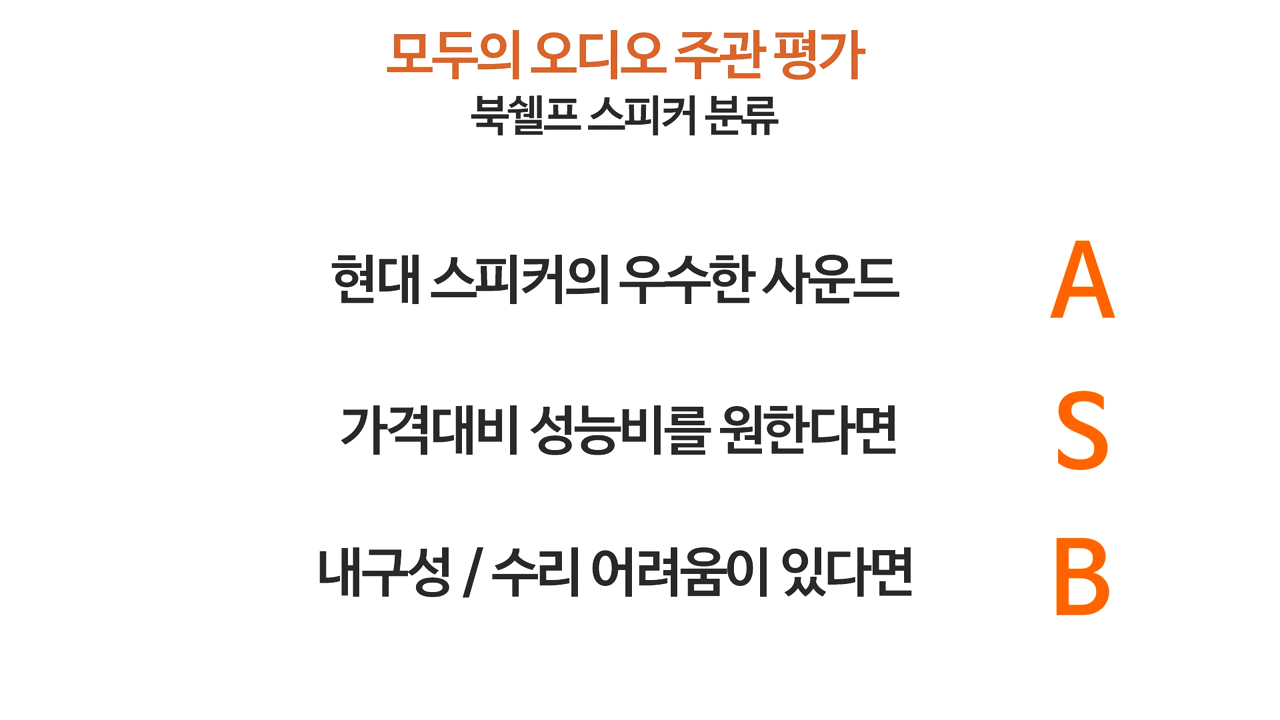 모두의 오디오 주관 평가
북쉘프 스피커 분류
현대 스피커의 우수한 사운드 A
가격대비 성능비를 원한다면 S
내구성 / 수리 어려움이 있다면 B